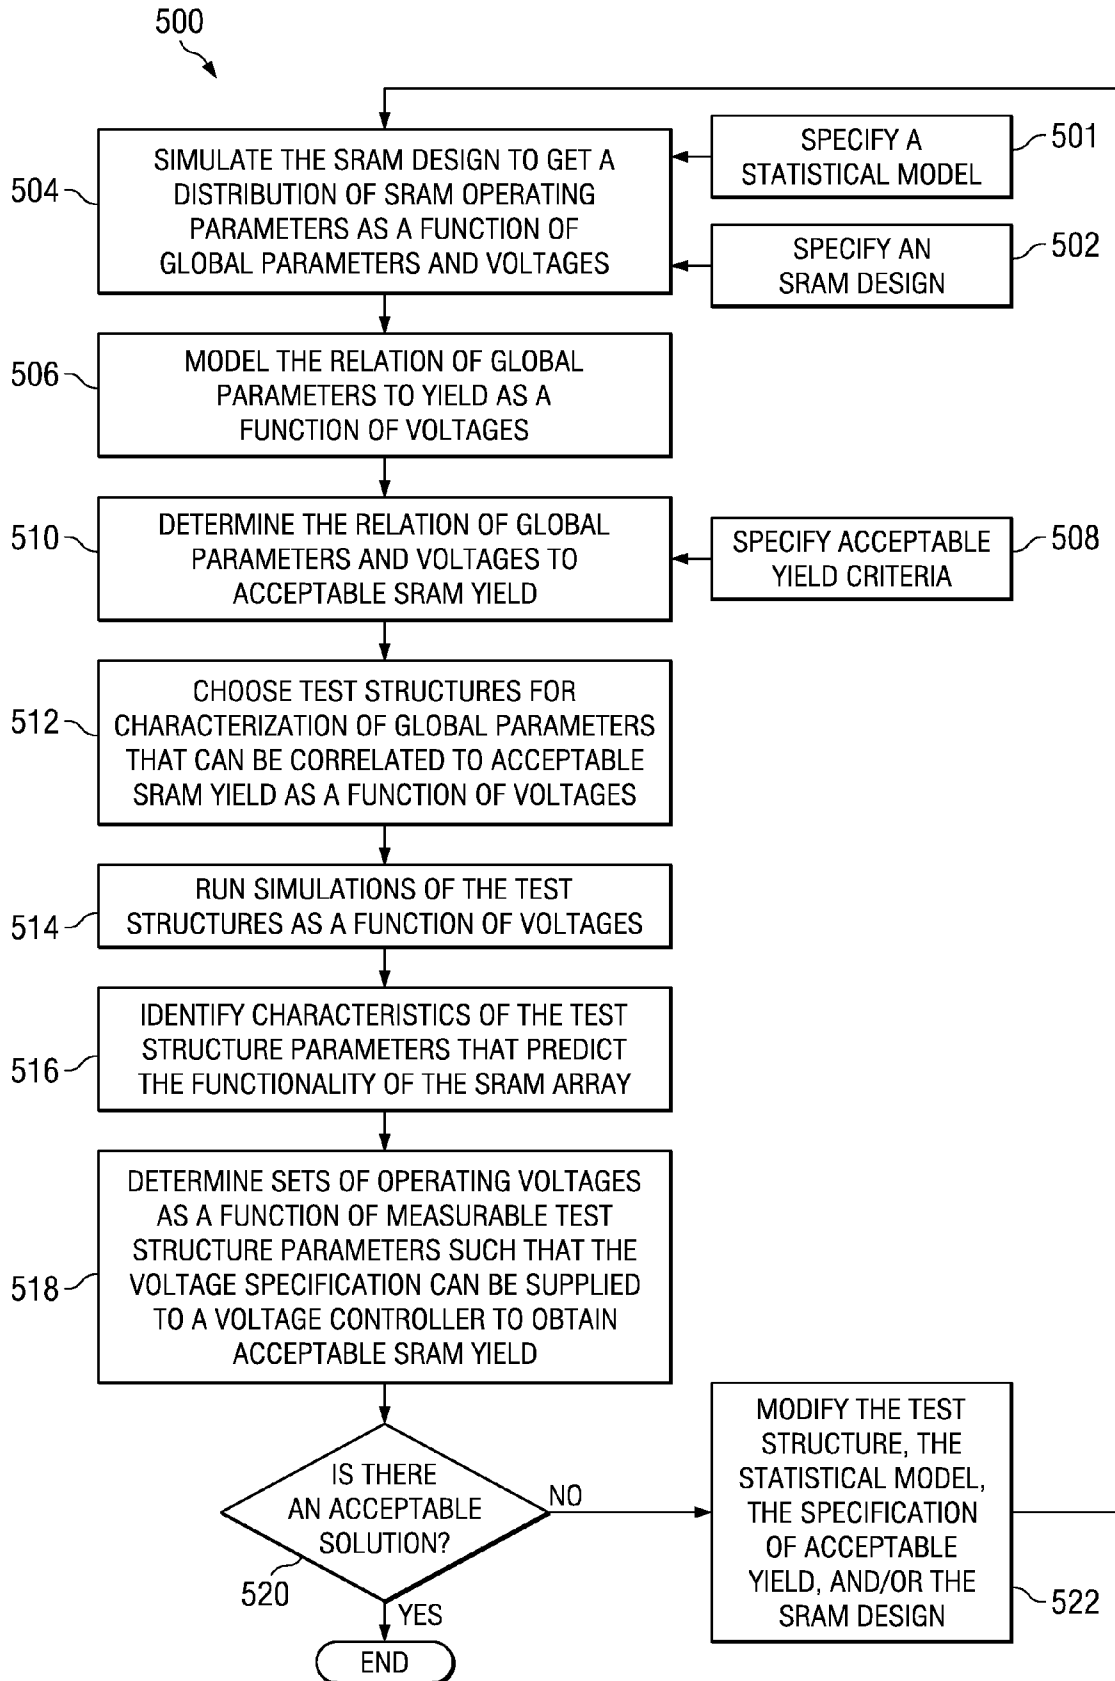 500
504
SIMULATE THE SRAM DESIGN TO GET A
DISTRIBUTION OF SRAM OPERATING
PARAMETERS AS A FUNCTION OF
GLOBAL PARAMETERS AND VOLTAGES
SPECIFY A
STATISTICAL MODEL
501
SPECIFY AN
SRAM DESIGN
502
506
MODEL THE RELATION OF GLOBAL
PARAMETERS TO YIELD AS A
FUNCTION OF VOLTAGES
510
DETERMINE THE RELATION OF GLOBAL
PARAMETERS AND VOLTAGES TO
ACCEPTABLE SRAM YIELD
SPECIFY ACCEPTABLE
YIELD CRITERIA
508
512
CHOOSE TEST STRUCTURES FOR
CHARACTERIZATION OF GLOBAL PARAMETERS
THAT CAN BE CORRELATED TO ACCEPTABLE
SRAM YIELD AS A FUNCTION OF VOLTAGES
514
RUN SIMULATIONS OF THE TEST
STRUCTURES AS A FUNCTION OF VOLTAGES
516
IDENTIFY CHARACTERISTICS OF THE TEST
STRUCTURE PARAMETERS THAT PREDICT
THE FUNCTIONALITY OF THE SRAM ARRAY
518
DETERMINE SETS OF OPERATING VOLTAGES
AS A FUNCTION OF MEASURABLE TEST
STRUCTURE PARAMETERS SUCH THAT THE
VOLTAGE SPECIFICATION CAN BE SUPPLIED
TO A VOLTAGE CONTROLLER TO OBTAIN
ACCEPTABLE SRAM YIELD
IS THERE
AN ACCEPTABLE
SOLUTION?
520
NO
YES
MODIFY THE TEST
STRUCTURE, THE
STATISTICAL MODEL,
THE SPECIFICATION
OF ACCEPTABLE
YIELD, AND/OR THE
SRAM DESIGN
522
END